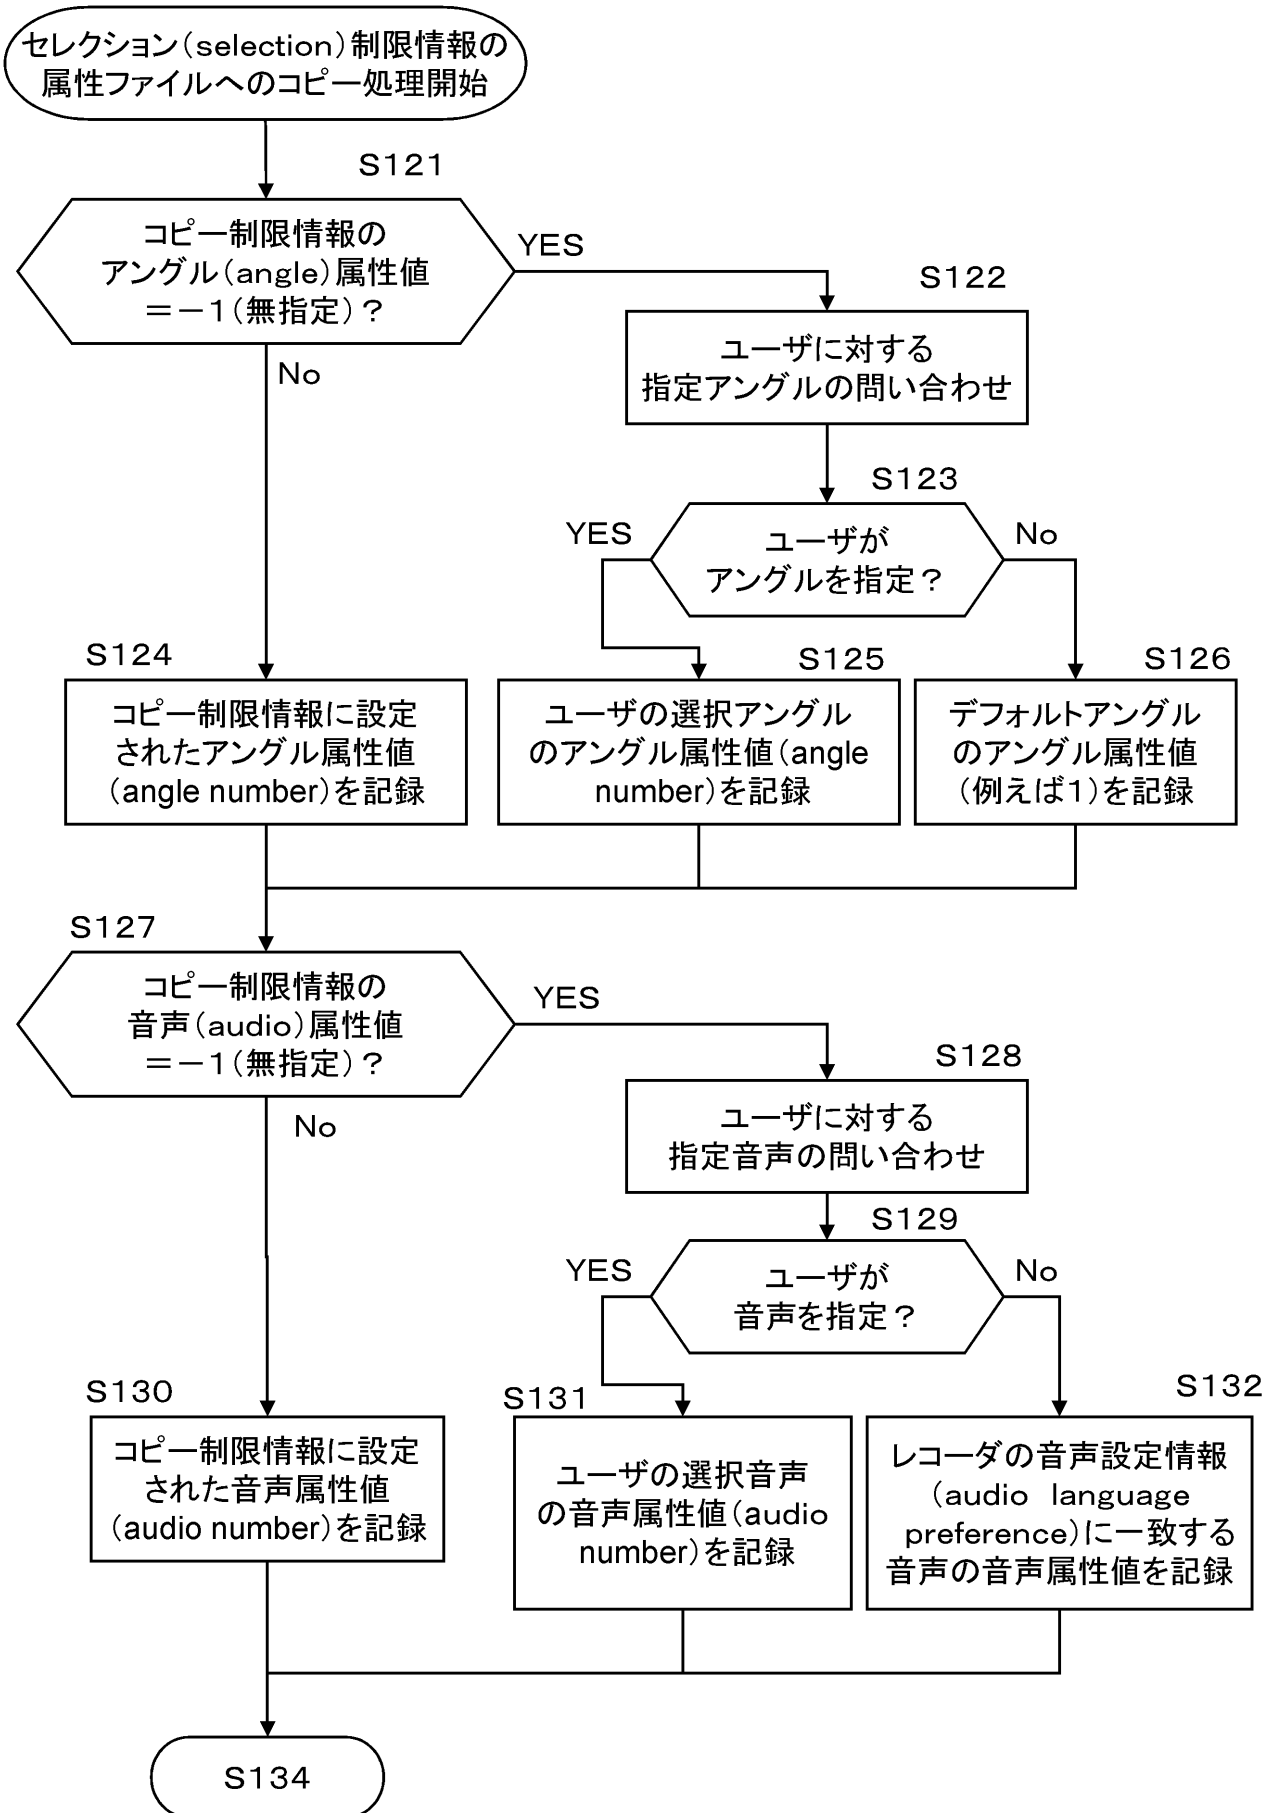 セレクション（selection）制限情報の
属性ファイルへのコピー処理開始
S121
コピー制限情報の
アングル（angle）属性値
＝－1（無指定）？
YES
No
S122
ユーザに対する
指定アングルの問い合わせ
S123
YES
ユーザが
アングルを指定？
No
S124
コピー制限情報に設定
されたアングル属性値
（angle number）を記録
S125
ユーザの選択アングル
のアングル属性値（angle
number）を記録
S126
デフォルトアングル
のアングル属性値
（例えば1）を記録
S127
コピー制限情報の
音声（audio）属性値
＝－1（無指定）？
YES
No
S128
ユーザに対する
指定音声の問い合わせ
S129
YES
ユーザが
音声を指定？
No
S130
コピー制限情報に設定
された音声属性値
（audio number）を記録
S131
ユーザの選択音声
の音声属性値（audio
number）を記録
S132
レコーダの音声設定情報
（audio language
preference）に一致する
音声の音声属性値を記録
S134